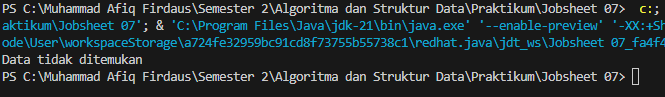 PS C:\Muhammad Afiq Firdaus\Semester 2\Algoritma dan Struktur Data\Praktikum\Jobsheet 07> c:;
aktikum\Jobsheet 07'; & 'C:\Program Files\Java\jdk-21\bin\java.exe' '--enable-preview' '-XX:+Sh
ode\User\workspaceStorage\a724fe32959bc91cd8f73755b55738c1\redhat.java\jdt_ws\Jobsheet 07_fa4f4
Data tidak ditemukan
PS C:\Muhammad Afiq Firdaus\Semester 2\Algoritma dan Struktur Data\Praktikum\Jobsheet 07>